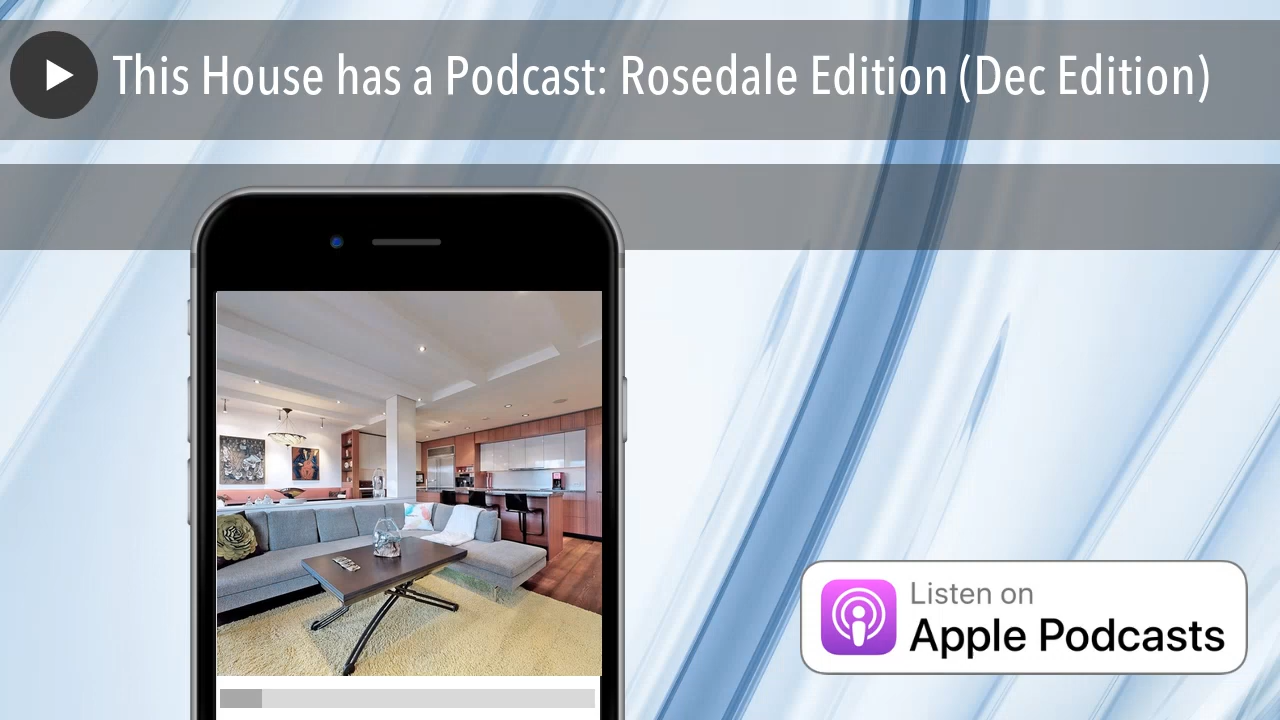 This House has a Podcast: Rosedale Edition (Dec Edition)
Listen on
Apple Podcasts